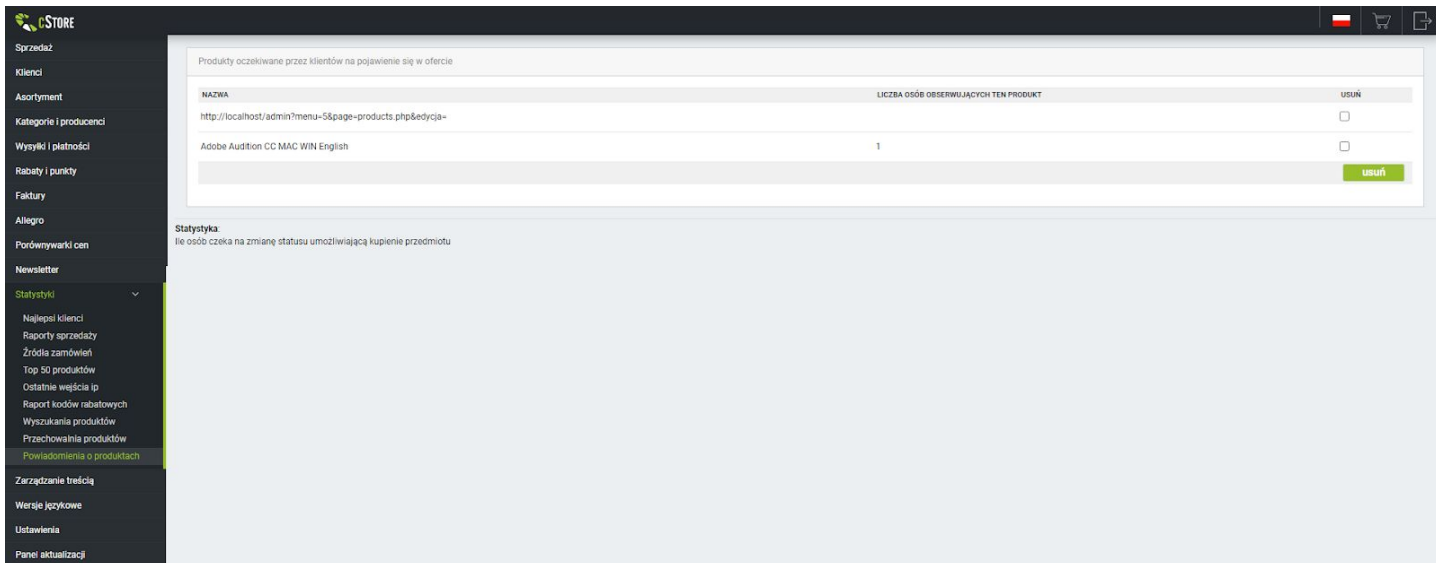 cSTORE
Sprzedaż
Klienci
Asortyment
Kategorie i producenci
Wysyłki i płatności
Rabaty i punkty
Faktury
Allegro
Porównywarki cen
Newsletter
Statystyki
Najlepsi klienci
Raporty sprzedaży
Źródła zamówień
Top 50 produktów
Ostatnie wejścia ip
Raport kodów rabatowych
Wyszukania produktów
Przechowalnia produktów
Powiadomienia o produktach
Zarządzanie treścią
Wersje językowe
Ustawienia
Panel aktualizacji
Produkty oczekiwane przez klientów na pojawienie się w ofercie
NAZWA LICZBA OSÓB OBSERWUJĄCYCH TEN PRODUKT USUŃ
http://localhost/admin?menu=5&page=products.php&edycja=
Adobe Audition CC MAC WIN English 1
usuń
Statystyka:
Ile osób czeka na zmianę statusu umożliwiającą kupienie przedmiotu